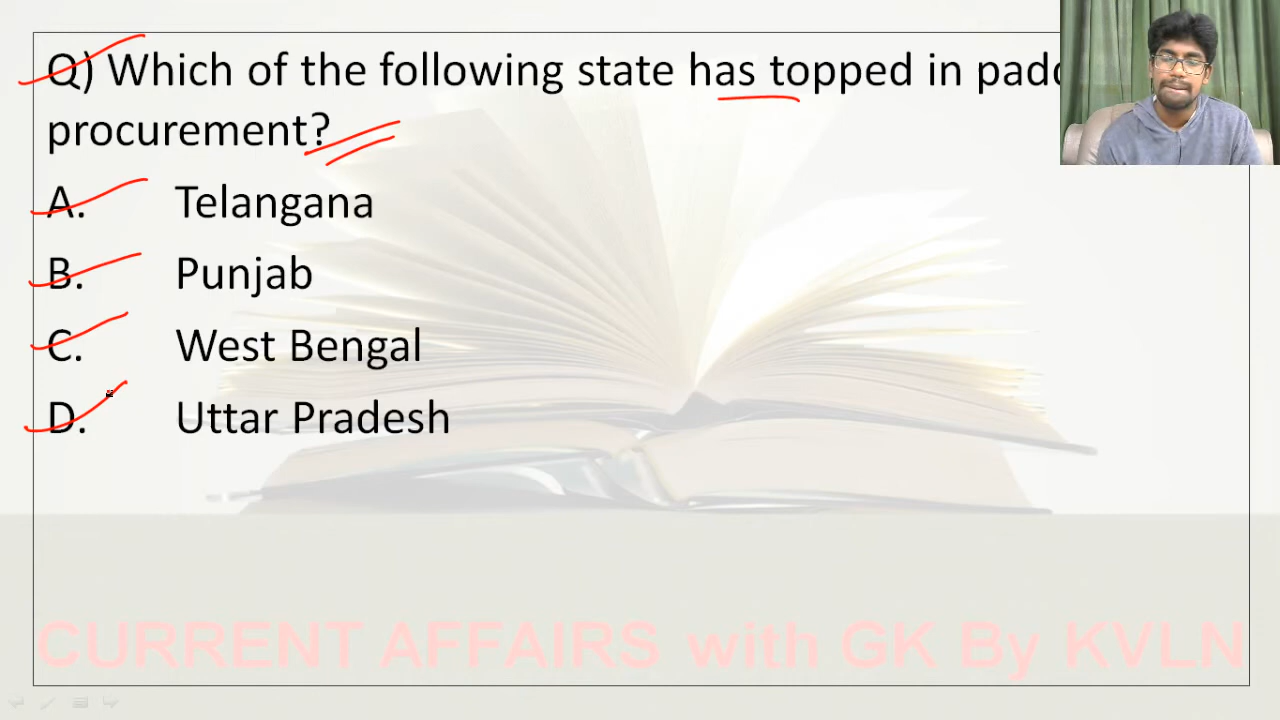 Q) Which of the following state has topped in
procurement?
A. Telangana
B. Punjab
C. West Bengal
D. Uttar Pradesh
CURRENT AFFAIRS with GK By KVLN